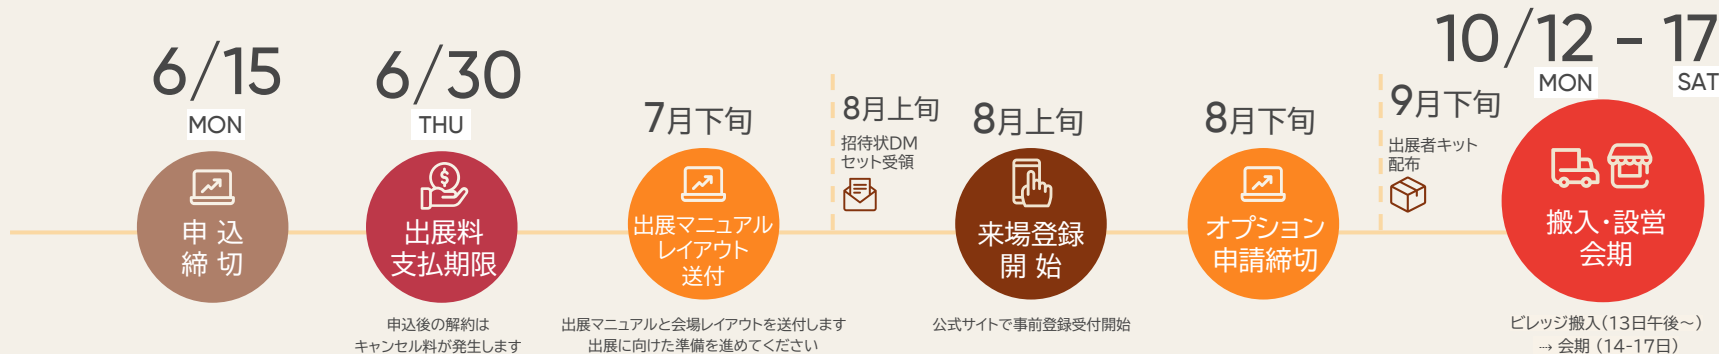 6/15
MON
申込
締切
6/30
THU
出展料
支払期限
申込後の解約は
キャンセル料が発生します
7月下旬
出展マニュアル
レイアウト
送付
出展マニュアルと会場レイアウトを送付します
出展に向けた準備を進めてください
8月上旬
招待状DM
セット受領
8月上旬
来場登録
開始
公式サイトで事前登録受付開始
8月下旬
オプション
申請締切
9月下旬
出展者キット
配布
10/12 - 17
MON SAT
搬入・設営
会期
ビレッジ搬入(13日午後~)
⇢ 会期 (14-17日)